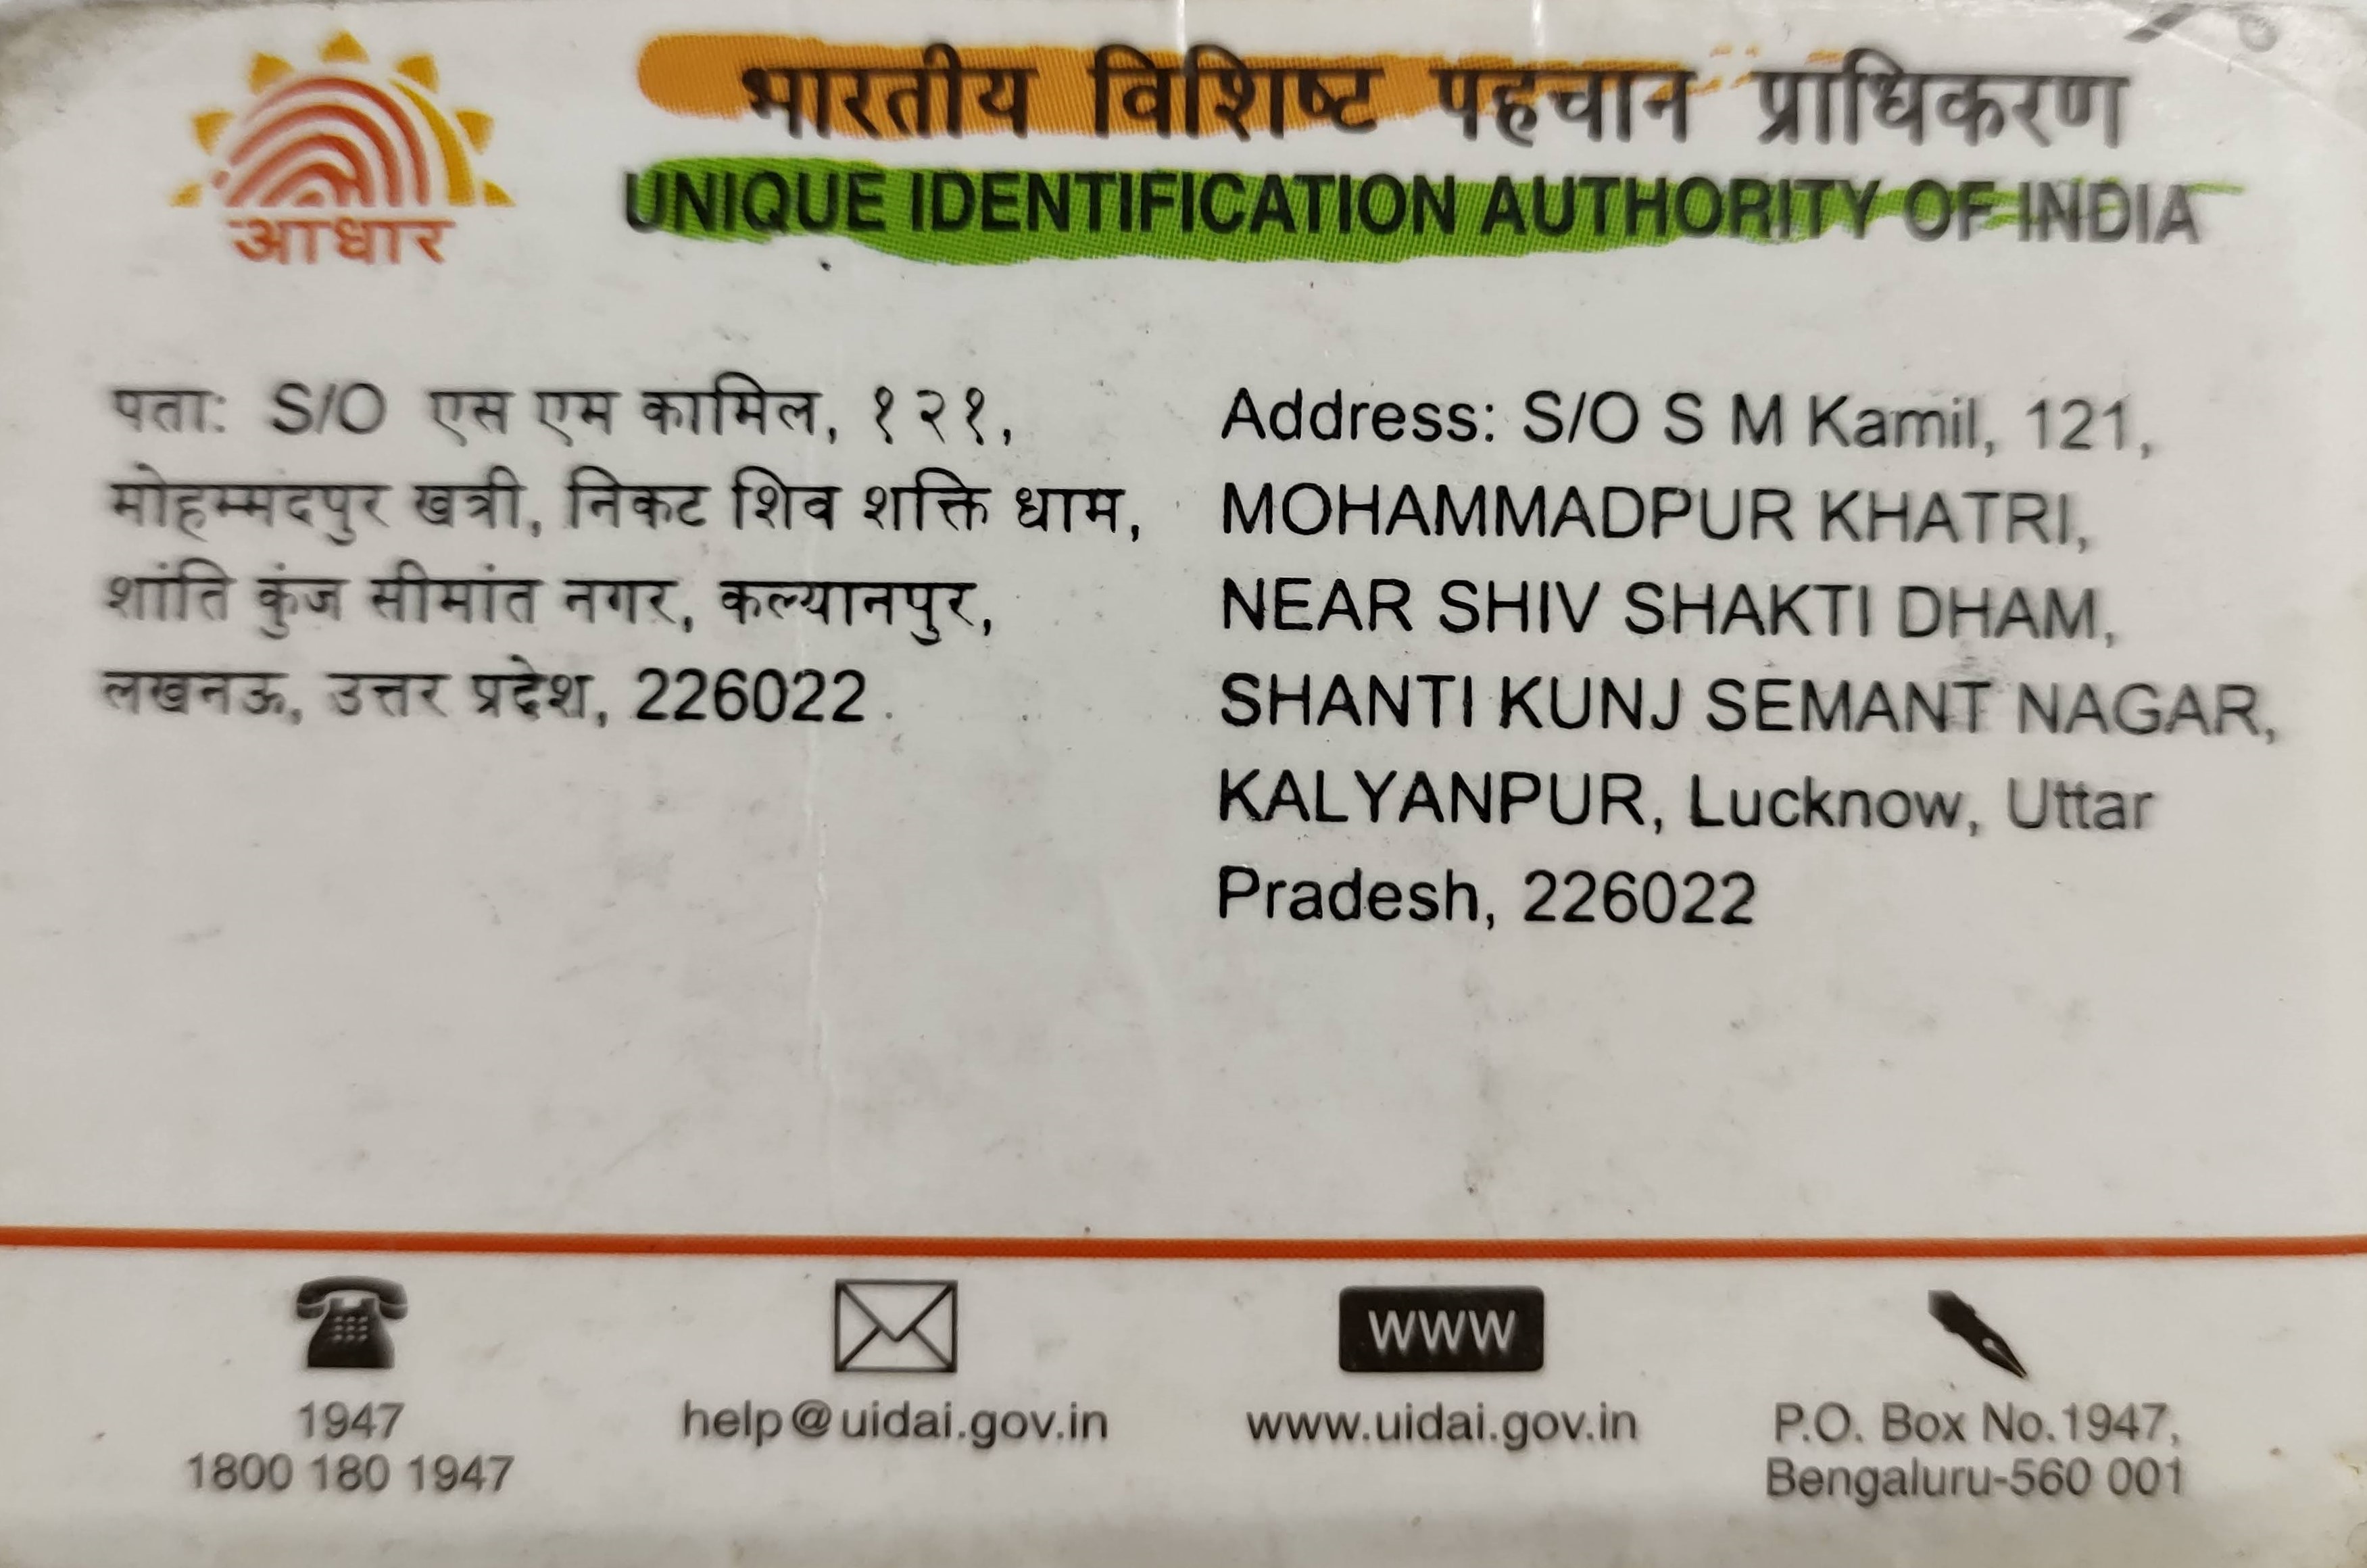 आधार
भारतीय विशिष्ट पहचान प्राधिकरण
UNIQUE IDENTIFICATION AUTHORITY OF INDIA
पता: S/O एस एम कामिल, १२१,
मोहम्मदपुर खत्री, निकट शिव शक्ति धाम,
शांति कुंज सीमांत नगर, कल्यानपुर,
लखनऊ, उत्तर प्रदेश, 226022
Address: S/O S M Kamil, 121,
MOHAMMADPUR KHATRI,
NEAR SHIV SHAKTI DHAM,
SHANTI KUNJ SEMANT NAGAR,
KALYANPUR, Lucknow, Uttar
Pradesh, 226022
1947
1800 180 1947
help@uidai.gov.in
WWW
www.uidai.gov.in
P.O. Box No.1947,
Bengaluru-560 001